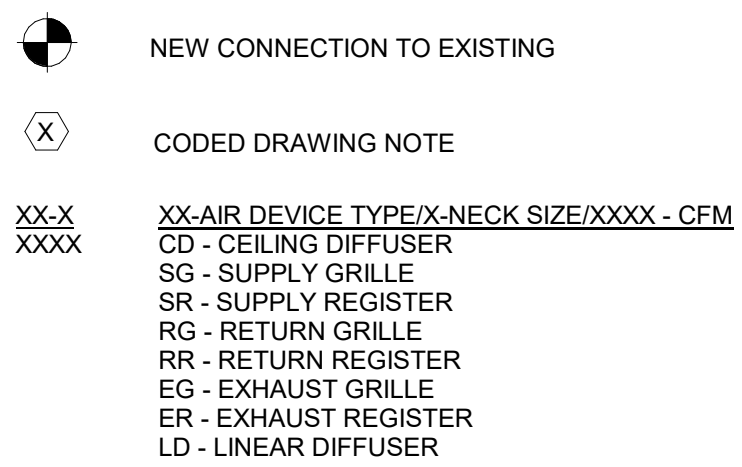 NEW CONNECTION TO EXISTING
X CODED DRAWING NOTE
XX-X XX-AIR DEVICE TYPE/X-NECK SIZE/XXXX - CFM
XXXX CD - CEILING DIFFUSER
SG - SUPPLY GRILLE
SR - SUPPLY REGISTER
RG - RETURN GRILLE
RR - RETURN REGISTER
EG - EXHAUST GRILLE
ER - EXHAUST REGISTER
LD - LINEAR DIFFUSER